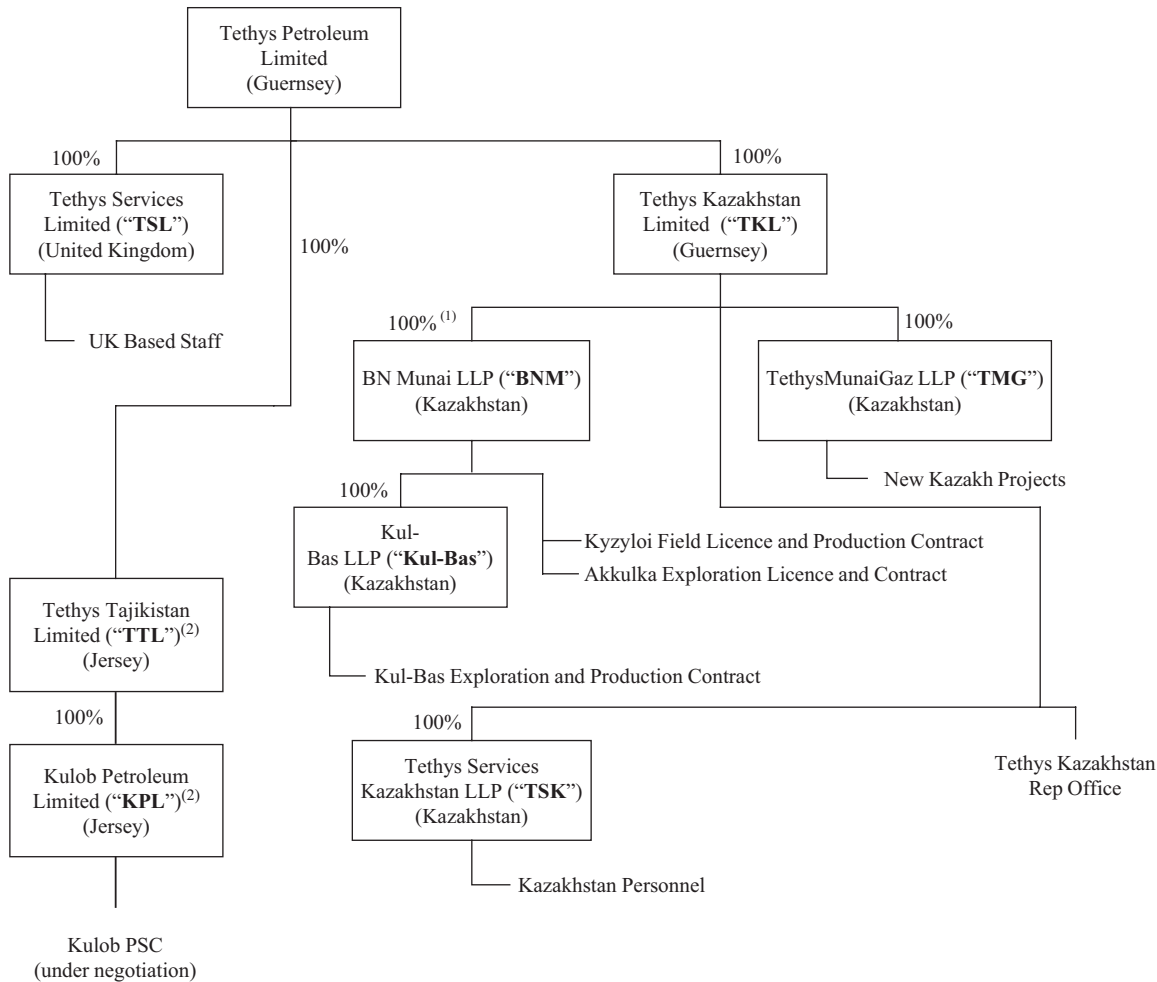 Tethys Petroleum
Limited
(Guernsey)
100%
100%
Tethys Services
Limited (“TSL”)
(United Kingdom)
100%
Tethys Kazakhstan
Limited (“TKL”)
(Guernsey)
UK Based Staff
100% (1)
100%
BN Munai LLP (“BNM”)
(Kazakhstan)
TethysMunaiGaz LLP (“TMG”)
(Kazakhstan)
New Kazakh Projects
100%
Kul-
Bas LLP (“Kul-Bas”)
(Kazakhstan)
Kyzyloi Field Licence and Production Contract
Akkulka Exploration Licence and Contract
Kul-Bas Exploration and Production Contract
Tethys Tajikistan
Limited (“TTL”)(2)
(Jersey)
100%
Kulob Petroleum
Limited (“KPL”)(2)
(Jersey)
Kulob PSC
(under negotiation)
100%
Tethys Services
Kazakhstan LLP (“TSK”)
(Kazakhstan)
Kazakhstan Personnel
Tethys Kazakhstan
Rep Office